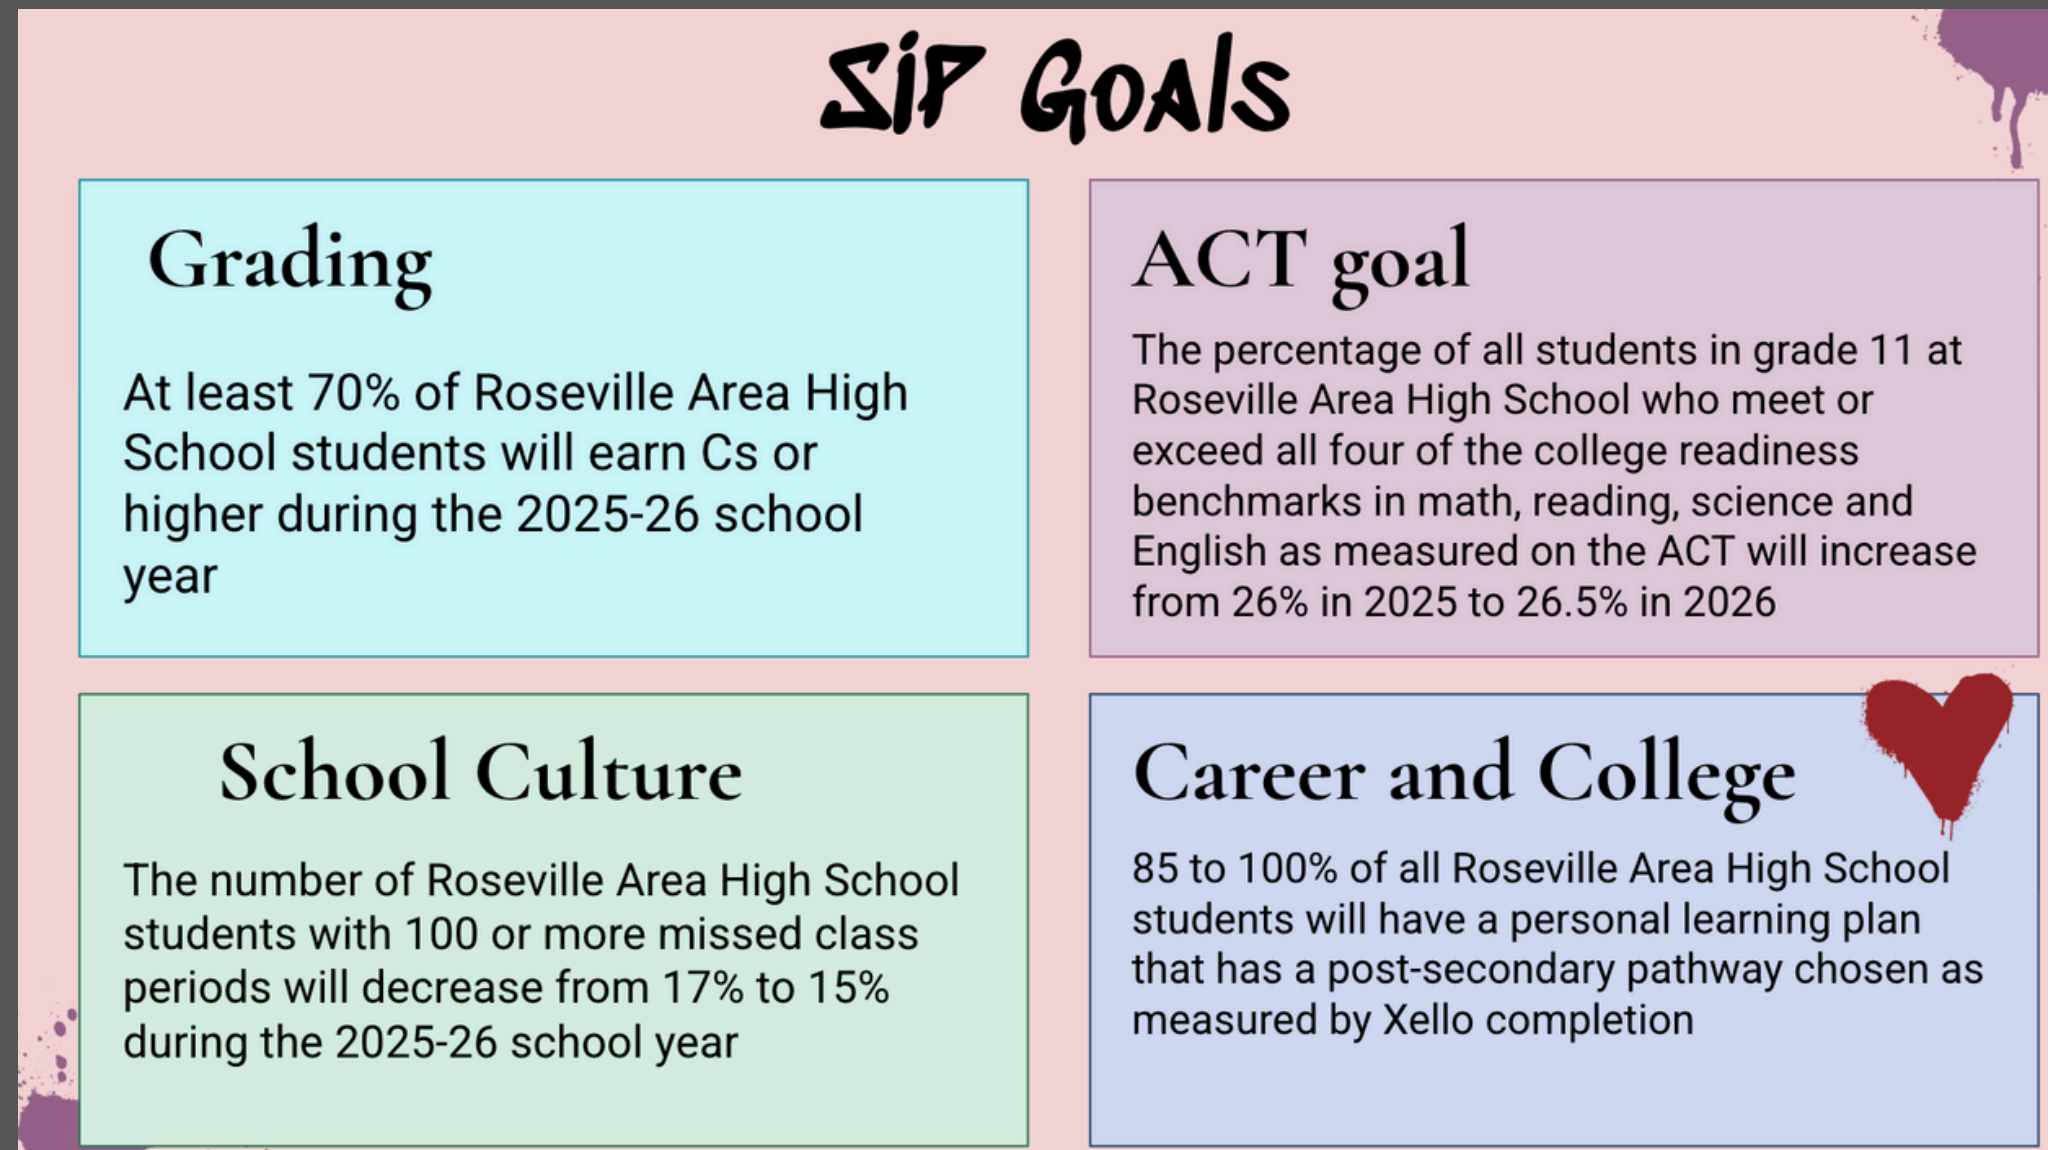 SiP GOAlS
Grading
At least 70% of Roseville Area High
School students will earn Cs or
higher during the 2025-26 school
year
ACT goal
The percentage of all students in grade 11 at
Roseville Area High School who meet or
exceed all four of the college readiness
benchmarks in math, reading, science and
English as measured on the ACT will increase
from 26% in 2025 to 26.5% in 2026
School Culture
The number of Roseville Area High School
students with 100 or more missed class
periods will decrease from 17% to 15%
during the 2025-26 school year
Career and College
85 to 100% of all Roseville Area High School
students will have a personal learning plan
that has a post-secondary pathway chosen as
measured by Xello completion